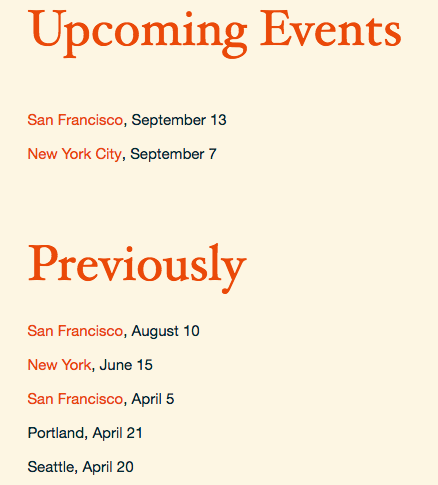 Upcoming Events
San Francisco, September 13
New York City, September 7
Previously
San Francisco, August 10
New York, June 15
San Francisco, April 5
Portland, April 21
Seattle, April 20